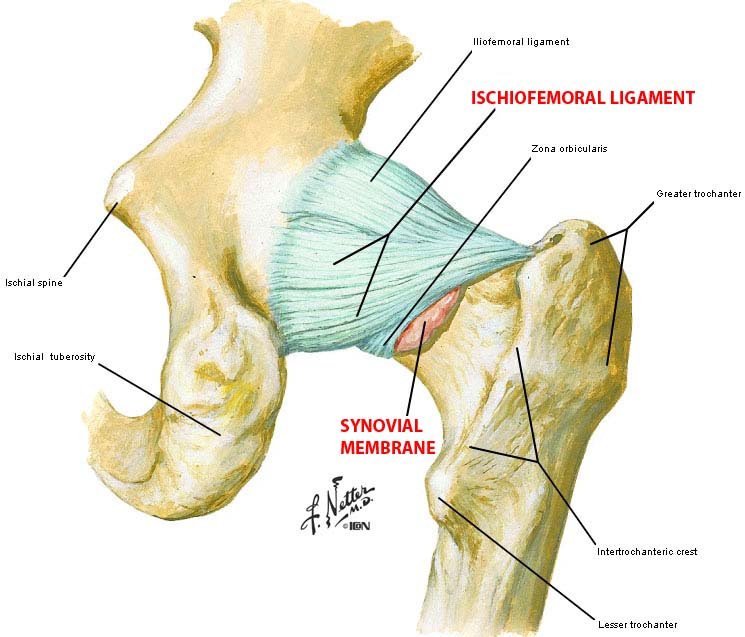 Iliofemoral ligament
ISCHIOFEMORAL LIGAMENT
Zona orbicularis
Greater trochanter
Ischial spine
Ischial tuberosity
SYNOVIAL
MEMBRANE
F. Netter
M.D.
©ICON
Intertrochanteric crest
Lesser trochanter